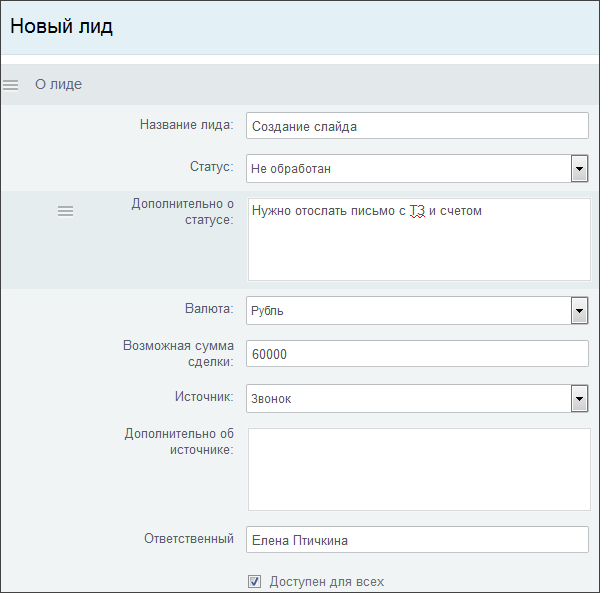 Новый лид
О лиде
Название лида: Создание слайда
Статус: Не обработан
Дополнительно о
статусе:
Нужно отослать письмо с ТЗ и счетом
Валюта: Рубль
Возможная сумма
сделки:
60000
Источник: Звонок
Дополнительно об
источнике:
Ответственный Елена Птичкина
Доступен для всех